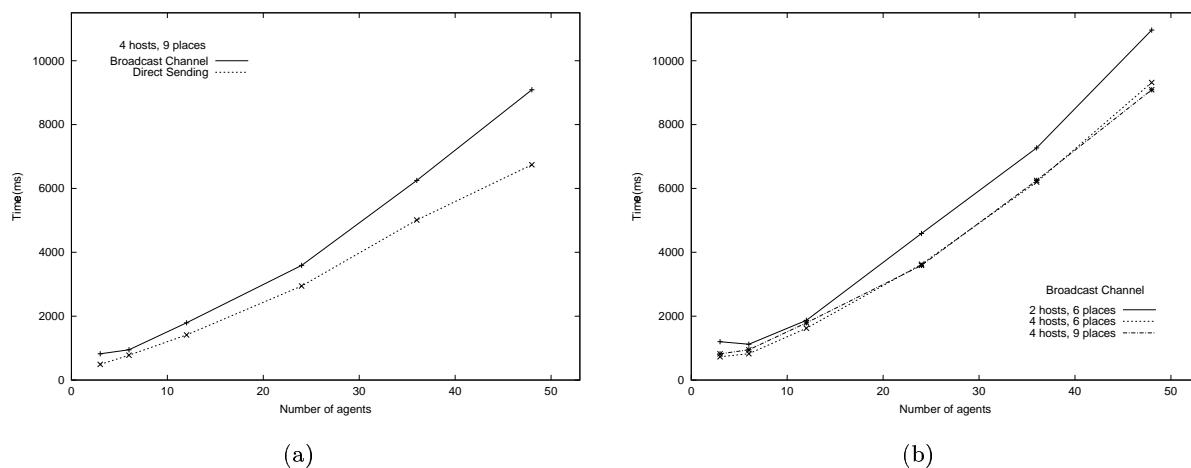 10000
8000
6000
4000
2000
0
Time (ms)
4 hosts, 9 places
Broadcast Channel
Direct Sending
0 10 20 30 40 50
Number of agents
(a)
10000
8000
6000
4000
2000
0
Time (ms)
Broadcast Channel
2 hosts, 6 places
4 hosts, 6 places
4 hosts, 9 places
0 10 20 30 40 50
Number of agents
(b)